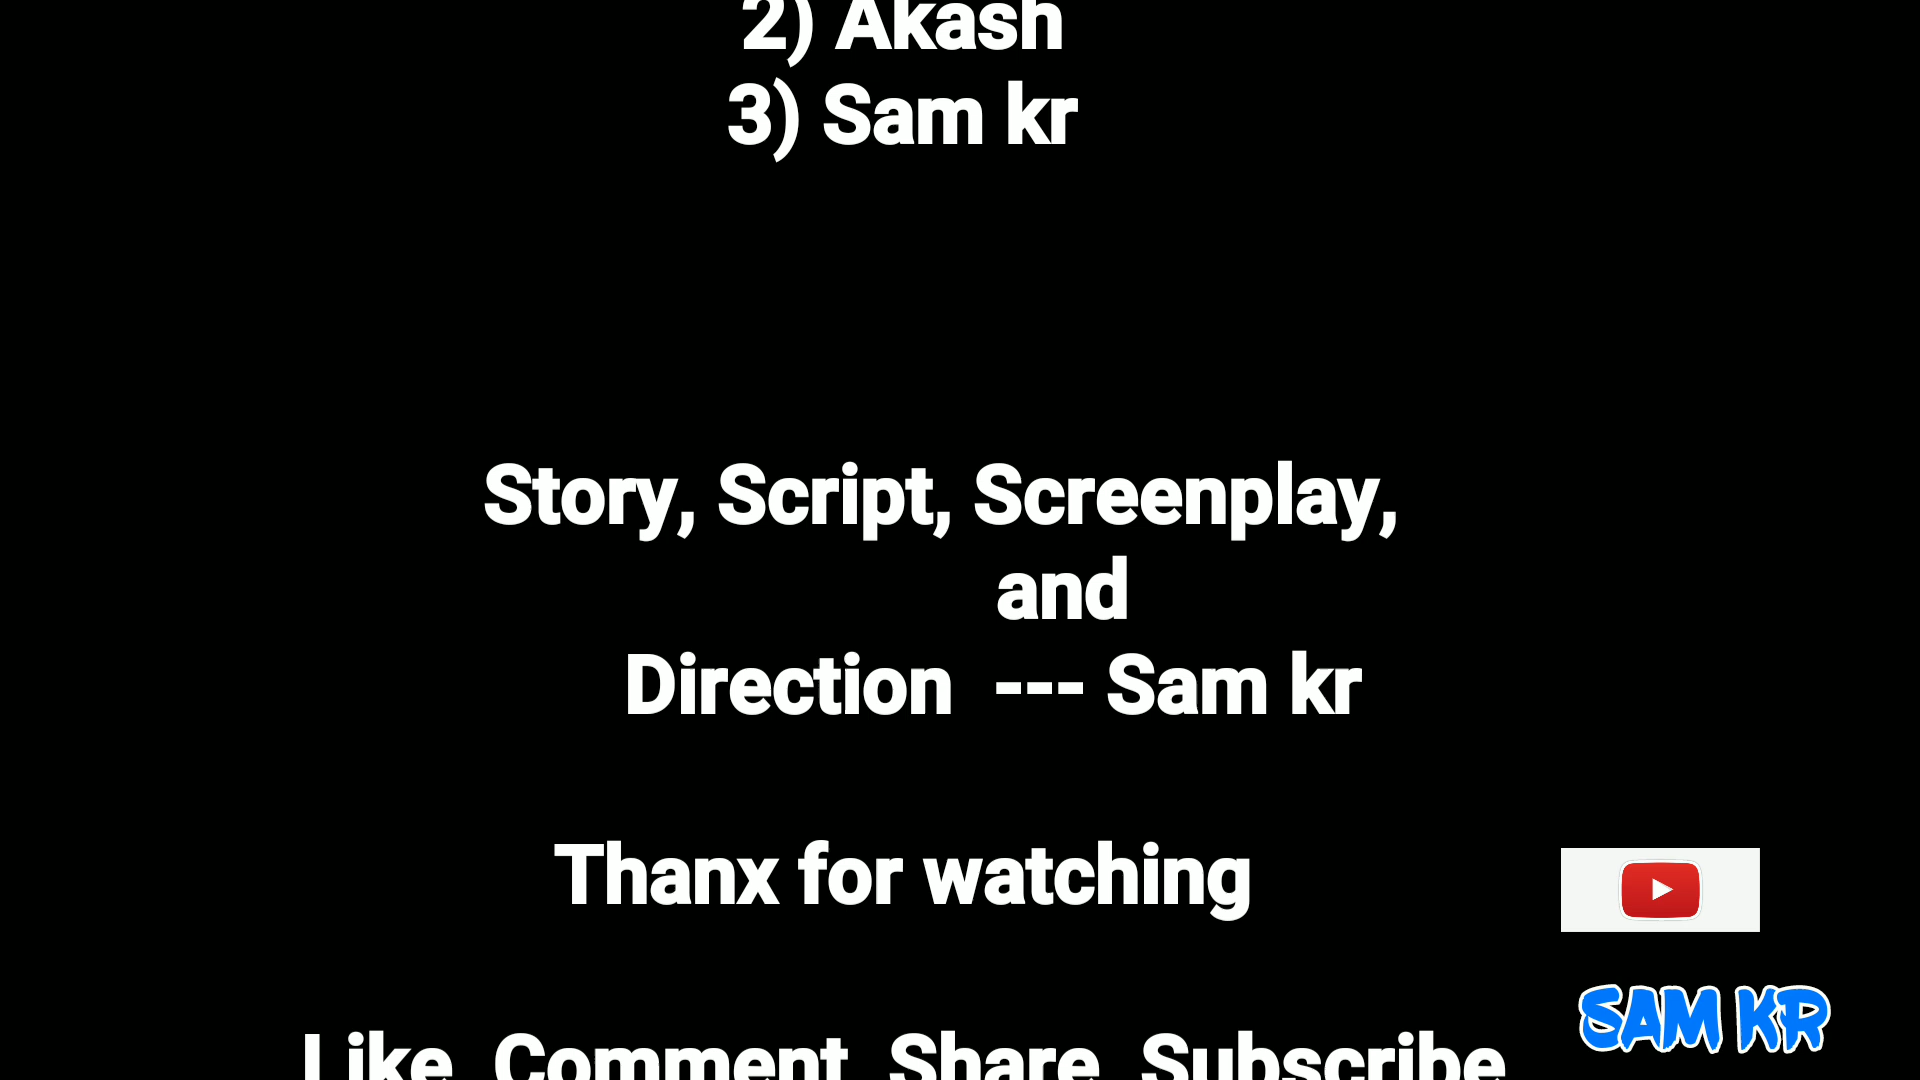 2) Akash
3) Sam kr
Story, Script, Screenplay,
and
Direction --- Sam kr
Thanx for watching
Like Comment Share Subscribe
SAM KR